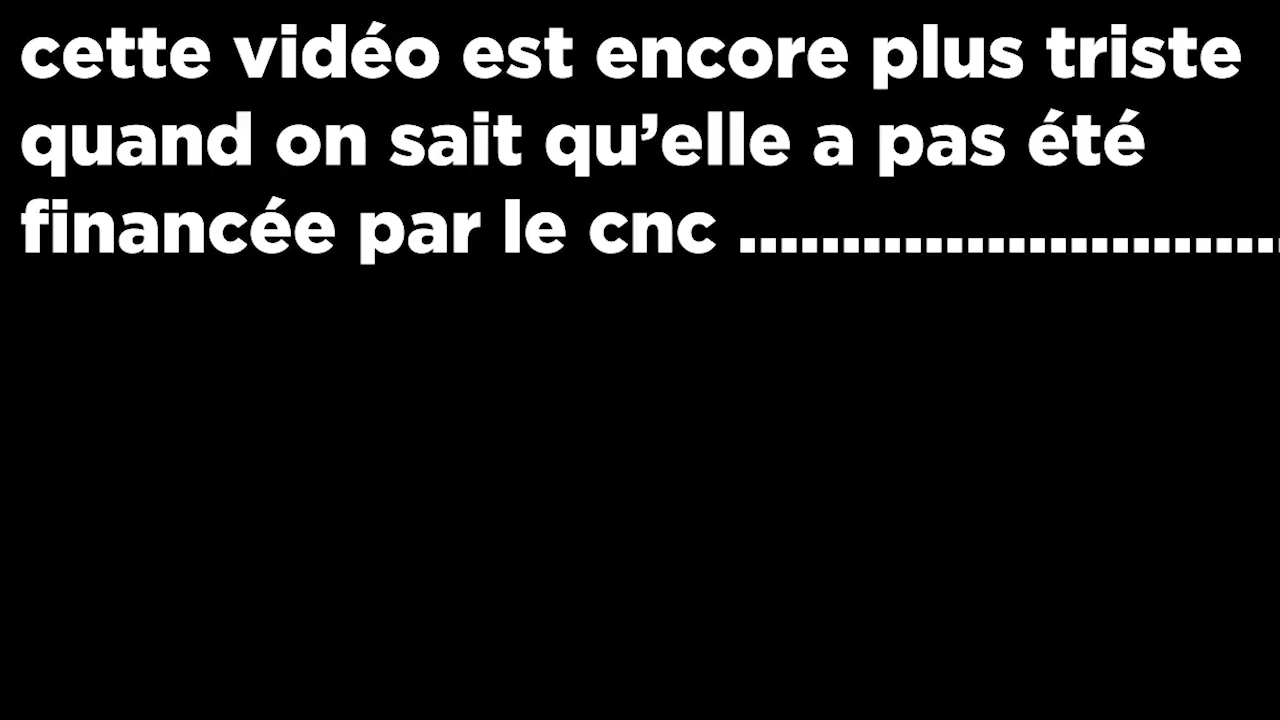 cette vidéo est encore plus triste
quand on sait qu’elle a pas été
financée par le cnc ..........................